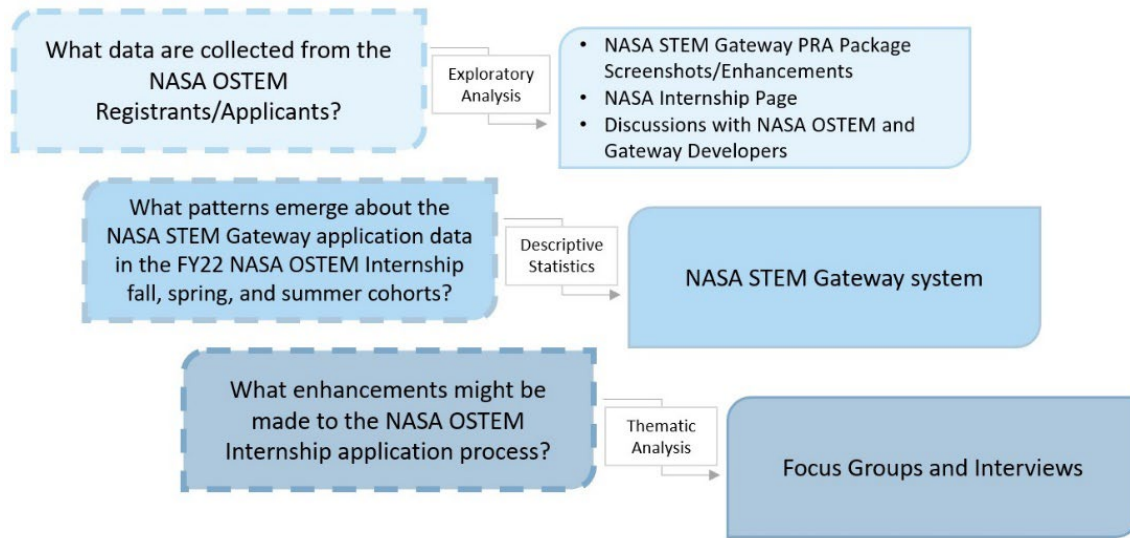 What data are collected from the
NASA OSTEM
Registrants/Applicants?
Exploratory
Analysis
• NASA STEM Gateway PRA Package
Screenshots/Enhancements
• NASA Internship Page
• Discussions with NASA OSTEM and
Gateway Developers
What patterns emerge about the
NASA STEM Gateway application data
in the FY22 NASA OSTEM Internship
fall, spring, and summer cohorts?
Descriptive
Statistics
NASA STEM Gateway system
What enhancements might be
made to the NASA OSTEM
Internship application process?
Thematic
Analysis
Focus Groups and Interviews